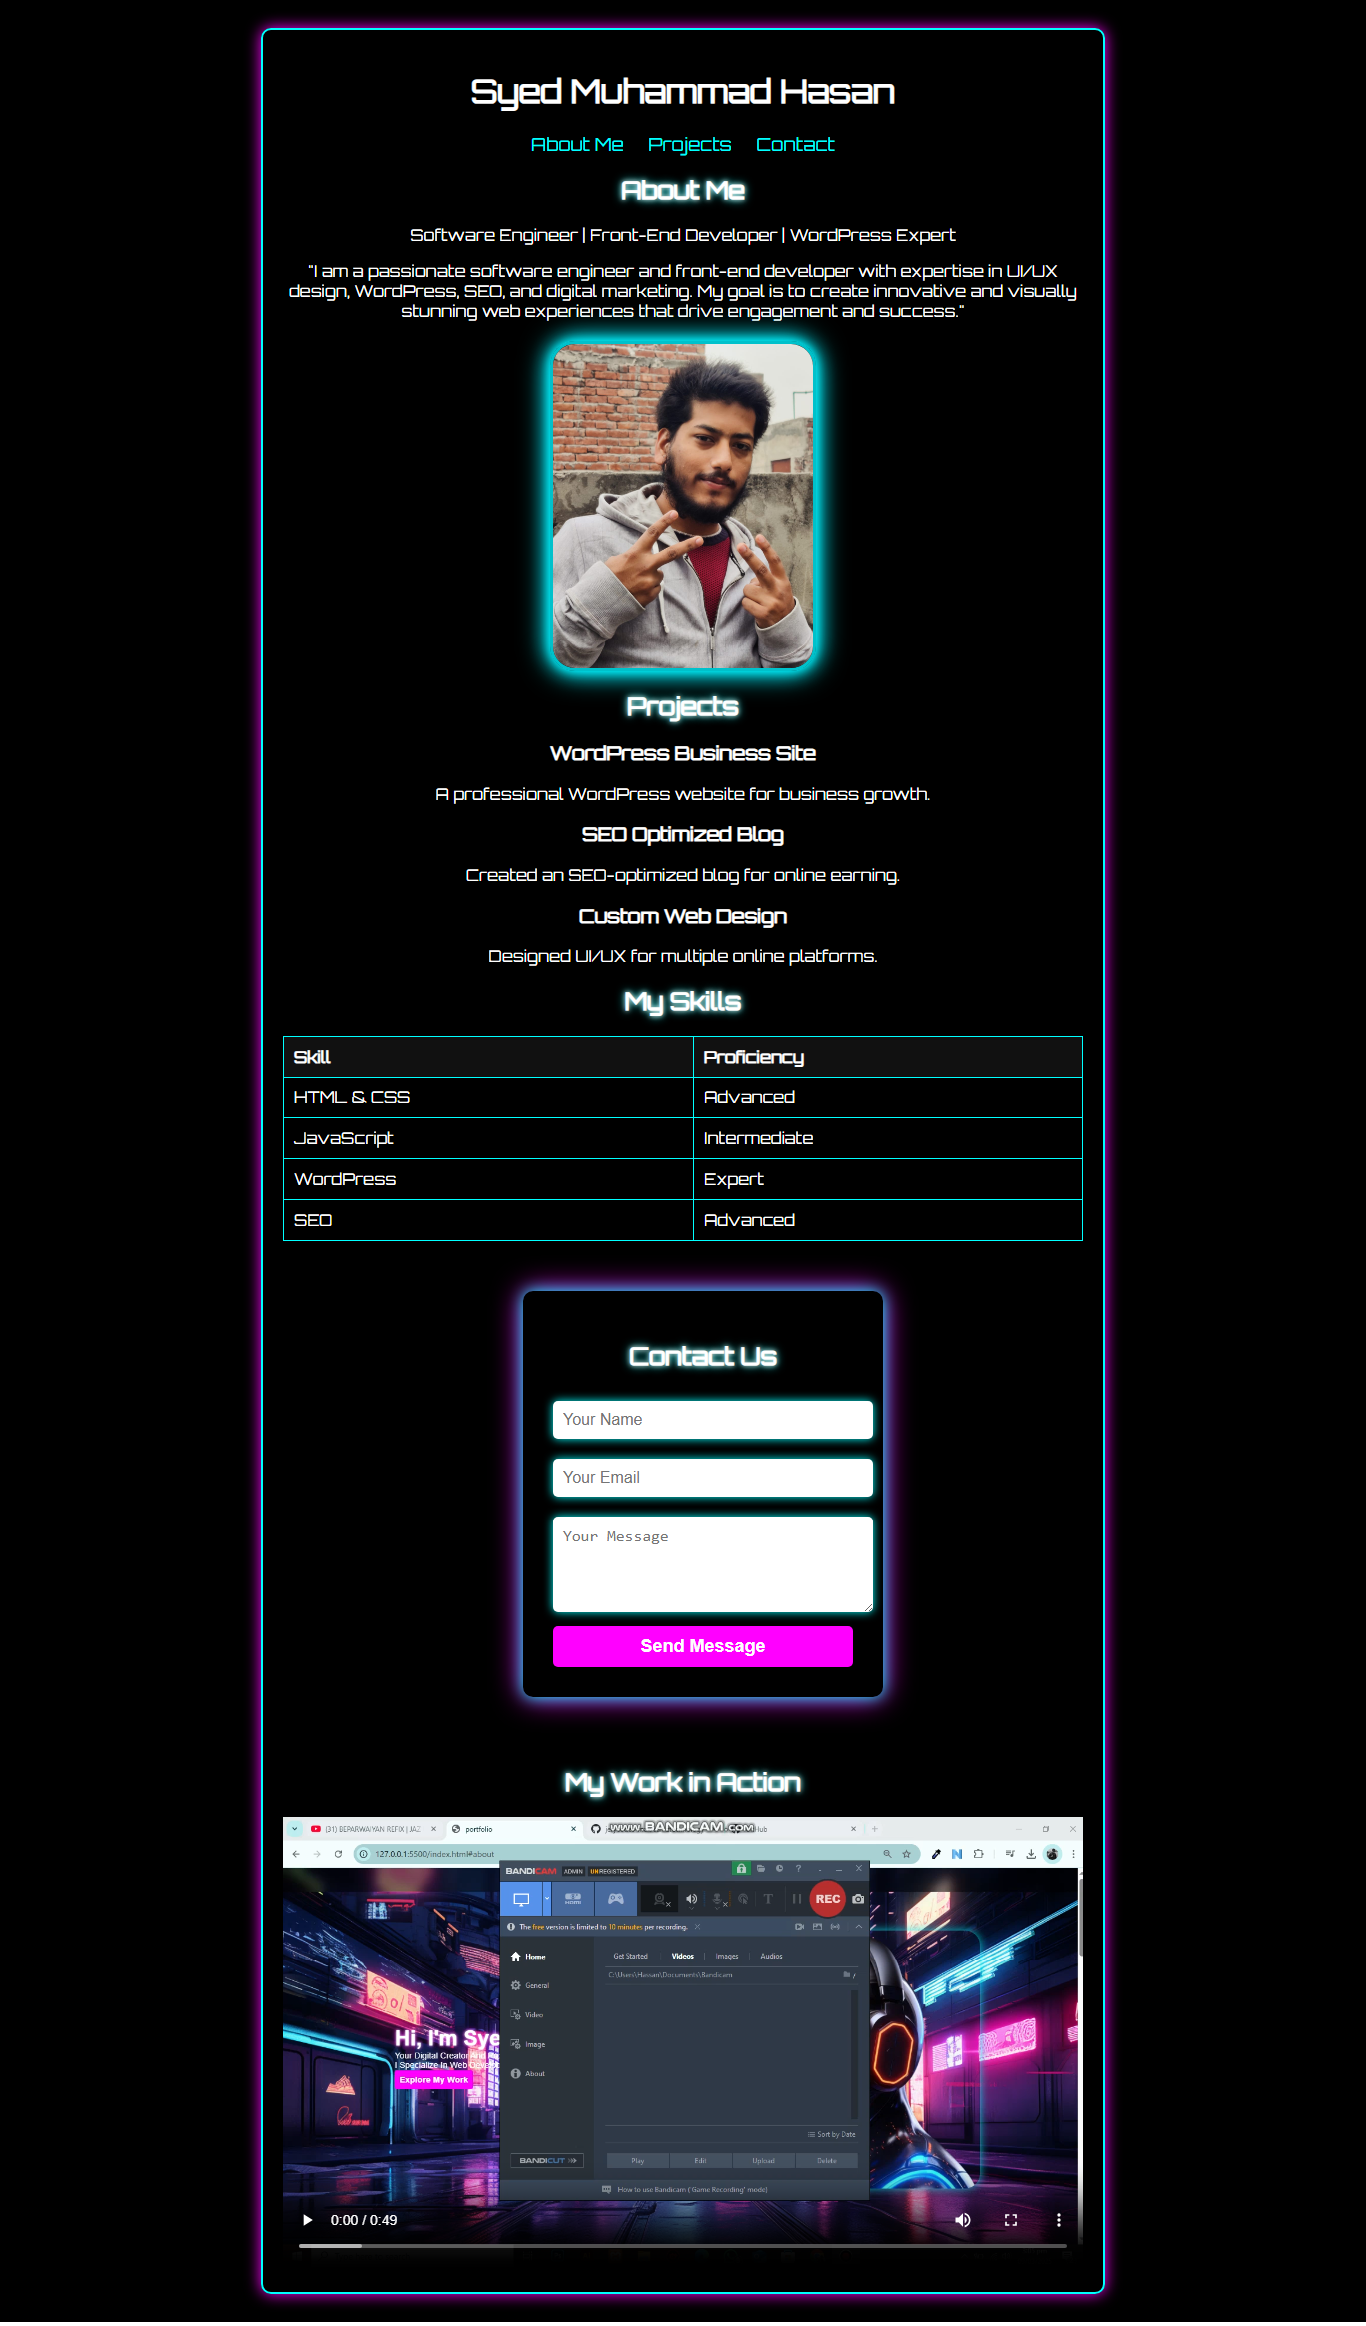 Syed Muhammad Hasan
About Me Projects Contact
About Me
Software Engineer | Front-End Developer | WordPress Expert
"I am a passionate software engineer and front-end developer with expertise in UI/UX
design, WordPress, SEO, and digital marketing. My goal is to create innovative and visually
stunning web experiences that drive engagement and success."
Projects
WordPress Business Site
A professional WordPress website for business growth.
SEO Optimized Blog
Created an SEO-optimized blog for online earning.
Custom Web Design
Designed UI/UX for multiple online platforms.
My Skills
Skill Proficiency
HTML & CSS Advanced
JavaScript Intermediate
WordPress Expert
SEO Advanced
Contact Us
Your Name
Your Email
Your Message
Send Message
My Work in Action
(31) BEPARWAIYAN REFIX | JAZ portfolio www.BANDICAM.com
127.0.0.1:5500/index.html#about
BANDICAM ADMIN UNREGISTERED
HDMI REC
The free version is limited to 10 minutes per recording.
Home Get Started Videos Images Audios
C:\Users\Hassan\Documents\Bandicam
General
Video
Image
About
Hi, I'm Sye
Your Digital Creator And
I Specialize In Web
Explore My Work
Sort by Date
BANDICUT Play Edit Upload Delete
How to use Bandicam ('Game Recording' mode)
0:00 / 0:49